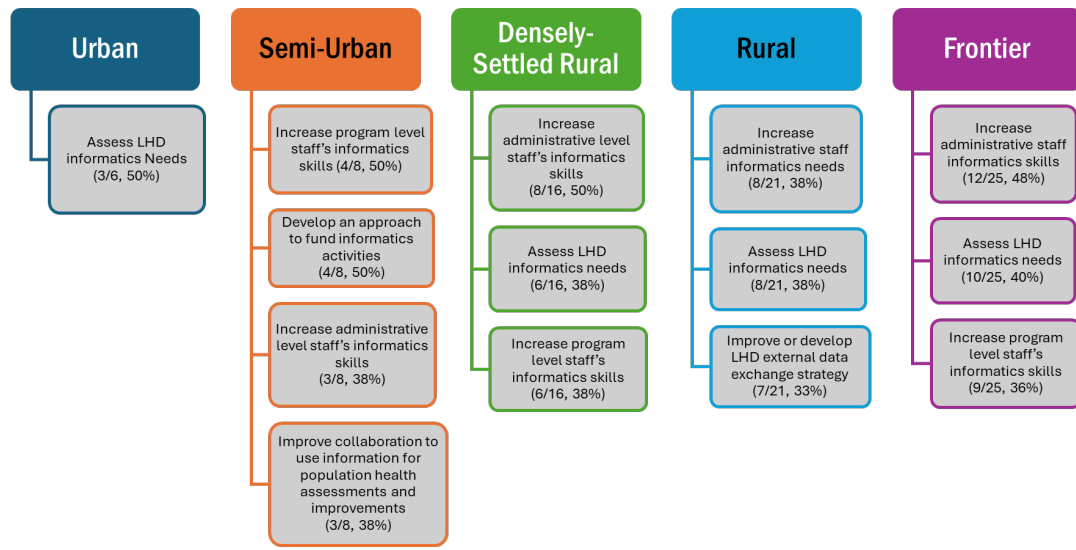 Urban
Assess LHD
informatics Needs
(3/6, 50%)
Semi-Urban
Increase program level
staff's informatics
skills (4/8, 50%)
Develop an approach
to fund informatics
activities
(4/8, 50%)
Increase administrative
level staff's informatics
skills
(3/8, 38%)
Improve collaboration to
use information for
population health
assessments and
improvements
(3/8, 38%)
Densely-
Settled Rural
Increase
administrative level
staff's informatics
skills
(8/16, 50%)
Assess LHD
informatics needs
(6/16, 38%)
Increase program
level staff's
informatics skills
(6/16, 38%)
Rural
Increase
administrative staff
informatics needs
(8/21, 38%)
Assess LHD
informatics needs
(8/21, 38%)
Improve or develop
LHD external data
exchange strategy
(7/21, 33%)
Frontier
Increase
administrative staff
informatics skills
(12/25, 48%)
Assess LHD
informatics needs
(10/25, 40%)
Increase program
level staff's
informatics skills
(9/25, 36%)